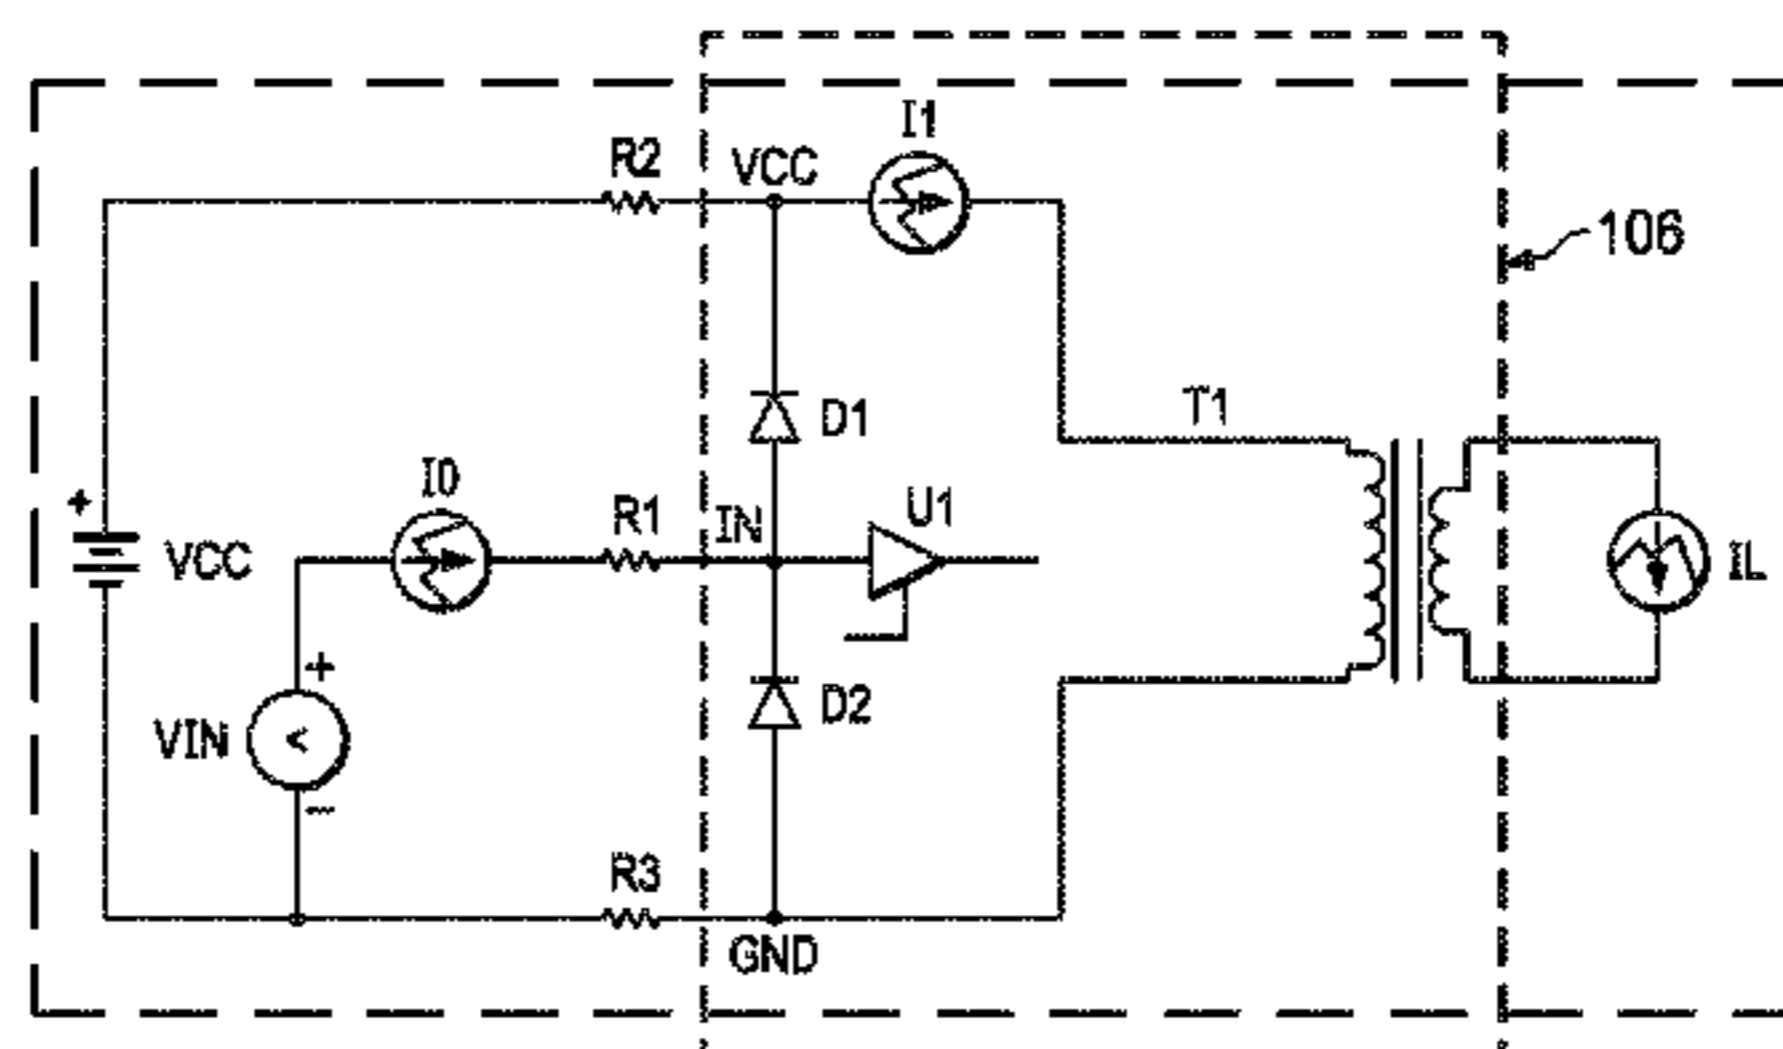 I1
R2
VCC
106
T1
D1
I0
R1
IN
U1
+
VCC
IL
+
VIN
<
−
D2
R3
GND